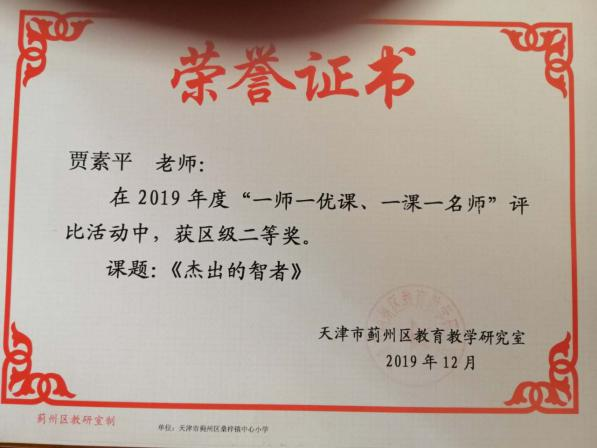 荣誉证书
贾素平 老师：
在 2019 年度“一师一优课、一课一名师”评
比活动中，获区级二等奖。
课题：《杰出的智者》
天津市蓟州区教育教学研究室
2019 年 12 月
蓟州区教研室制
单位：天津市蓟州区桑梓镇中心小学